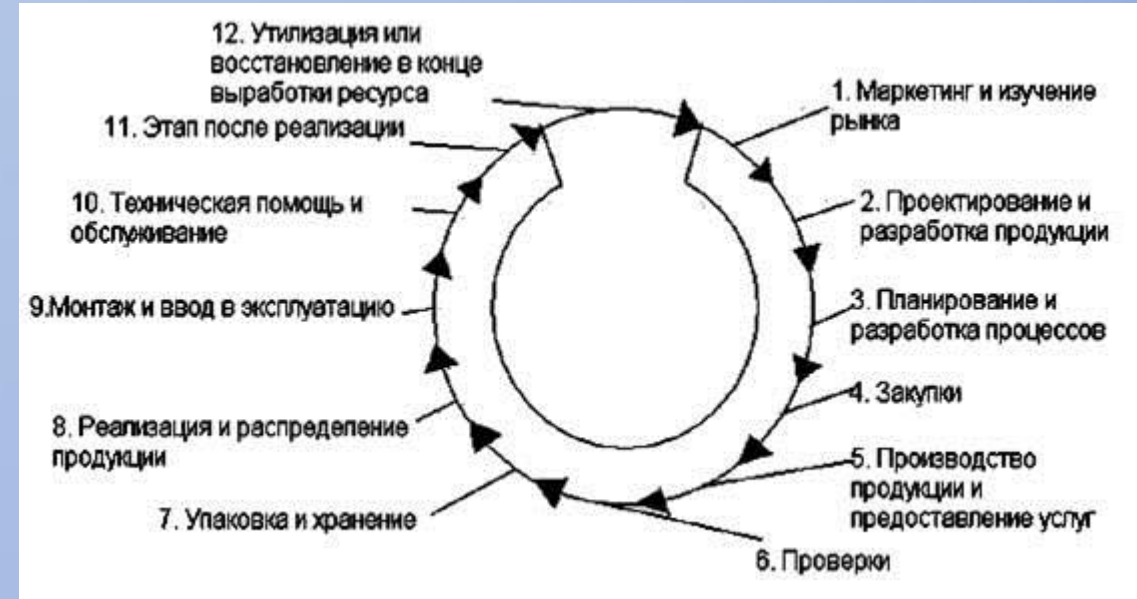 12. Утилизация или
восстановление в конце
выработки ресурса
1. Маркетинг и изучение
рынка
2. Проектирование и
разработка продукции
3. Планирование и
разработка процессов
4. Закупки
5. Производство
продукции и
предоставление услуг
6. Проверки
7. Упаковка и хранение
8. Реализация и распределение
продукции
9.Монтаж и ввод в эксплуатацию
10. Техническая помощь и
обслуживание
11. Этап после реализации